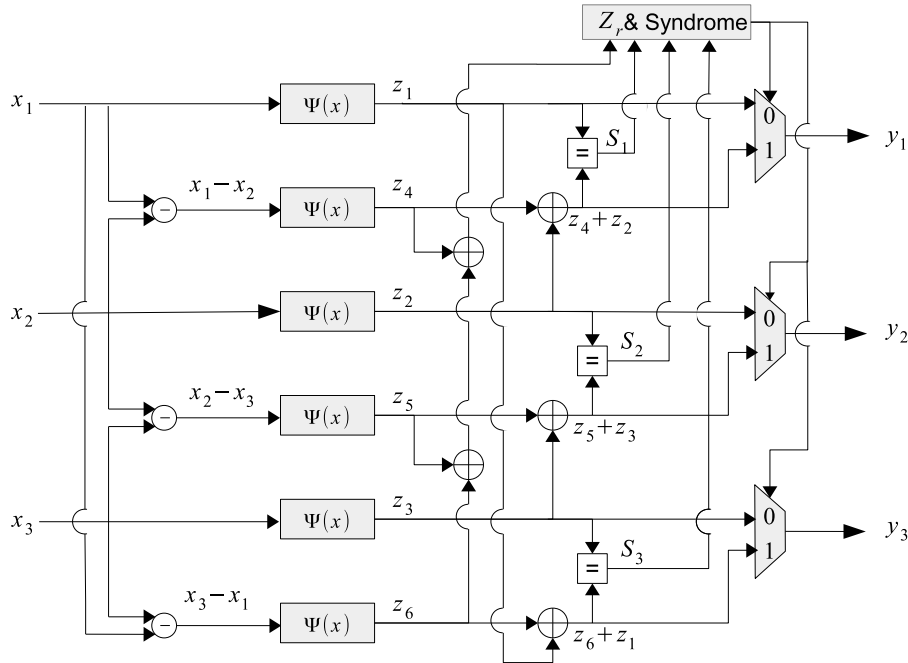 Z_r & Syndrome
x_1
Ψ(x)
z_1
0
S_1
=
1
y_1
x_1−x_2
−
Ψ(x)
z_4
z_4+z_2
x_2
Ψ(x)
z_2
0
S_2
=
1
y_2
x_2−x_3
−
Ψ(x)
z_5
z_5+z_3
x_3
Ψ(x)
z_3
0
S_3
=
1
y_3
x_3−x_1
−
Ψ(x)
z_6
z_6+z_1